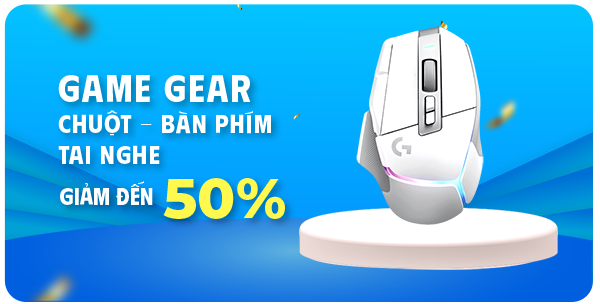 GAME GEAR
CHUỘT – BÀN PHÍM
TAI NGHE
GIẢM ĐẾN 50%
G